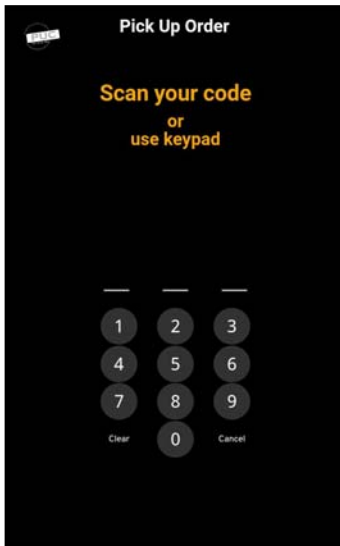 PUC
Pick Up Order
Scan your code
or
use keypad
1 2 3
4 5 6
7 8 9
Clear 0 Cancel